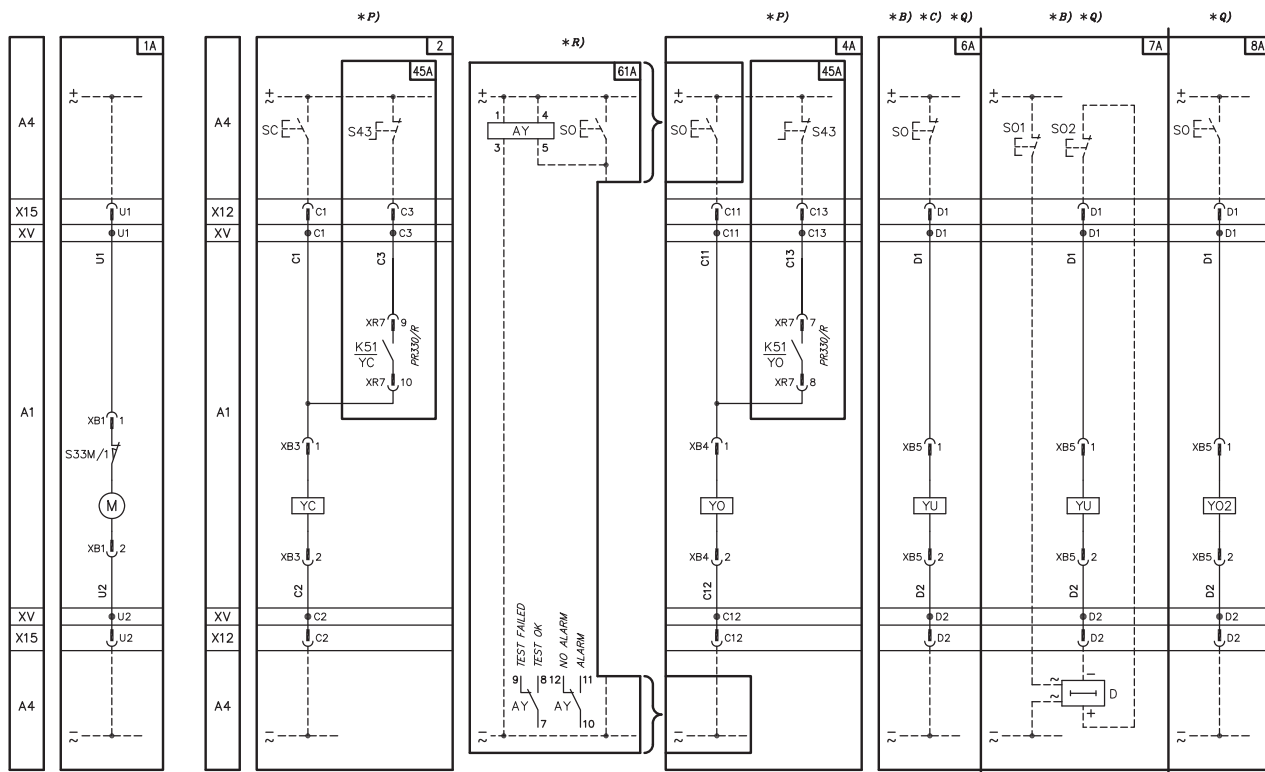 *P) *R) *P) *B) *C) *Q) *B) *Q) *Q)
1A 2 61A 4A 6A 7A 8A
45A 45A
+ ~ + ~ + ~ + ~ + ~ + ~ + ~
A4 A4 SC S43 1 4 AY SO 3 5 SO S43 SO SO1 SO2 SO
X15 U1 X12 C1 C3 C11 C13 D1 D1 D1
XV U1 XV C1 C3 C11 C13 D1 D1 D1
U1 C1 C3 C11 C13 D1 D1 D1
XR7 9 XR7 7
K51 YC PR330/R K51 YO PR330/R
XR7 10 XR7 8
A1 A1
XB1 1 XB3 1 XB4 1 XB5 1 XB5 1 XB5 1
S33M/1
M YC YO YU YU YO2
XB1 2 XB3 2 XB4 2 XB5 2 XB5 2 XB5 2
U2 C2 C12 D2 D2 D2
XV U2 XV C2 C12 D2 D2 D2
X15 U2 X12 C2 C12 D2 D2 D2
TEST FAILED
TEST OK
NO ALARM
ALARM
A4 A4 9 8 12 11 ~ − ~ D
AY AY +
7 10
− ~ − ~ − ~ − ~ − ~ − ~ − ~